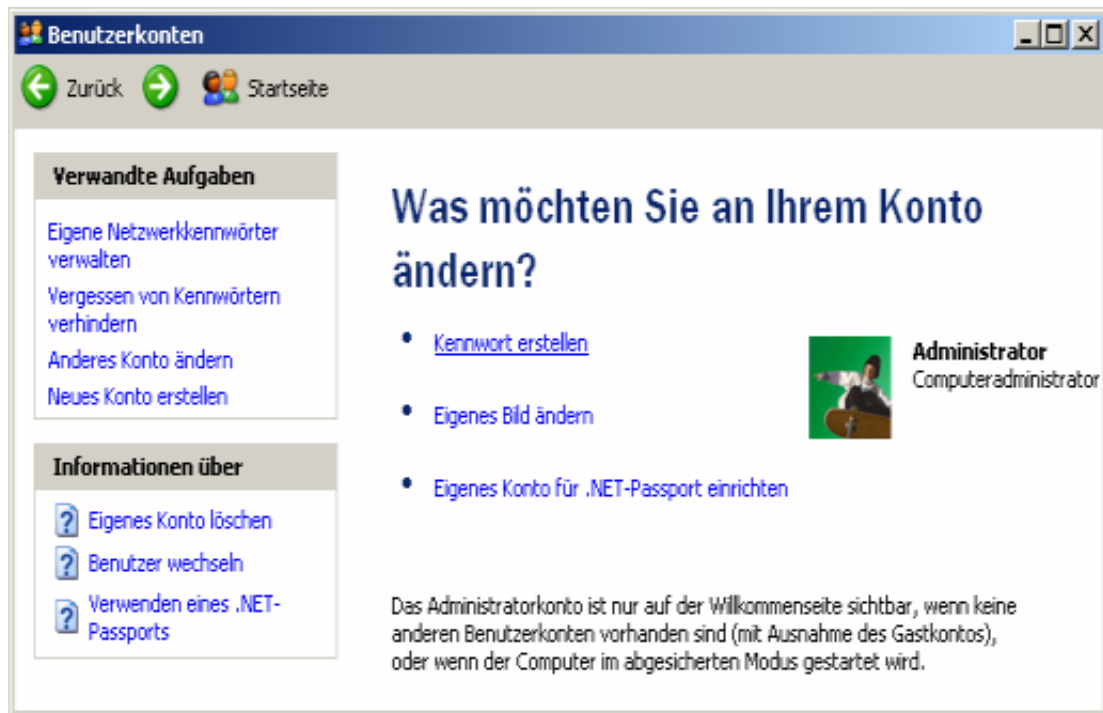 Benutzerkonten
Zurück
Startseite
Verwandte Aufgaben
Eigene Netzwerkkennwörter
verwalten
Vergessen von Kennwörtern
verhindern
Anderes Konto ändern
Neues Konto erstellen
Informationen über
Eigenes Konto löschen
Benutzer wechseln
Verwenden eines .NET-
Passports
Was möchten Sie an Ihrem Konto
ändern?
Kennwort erstellen
Eigenes Bild ändern
Eigenes Konto für .NET-Passport einrichten
Administrator
Computeradministrator
Das Administratorkonto ist nur auf der Willkommenseite sichtbar, wenn keine
anderen Benutzerkonten vorhanden sind (mit Ausnahme des Gastkontos),
oder wenn der Computer im abgesicherten Modus gestartet wird.